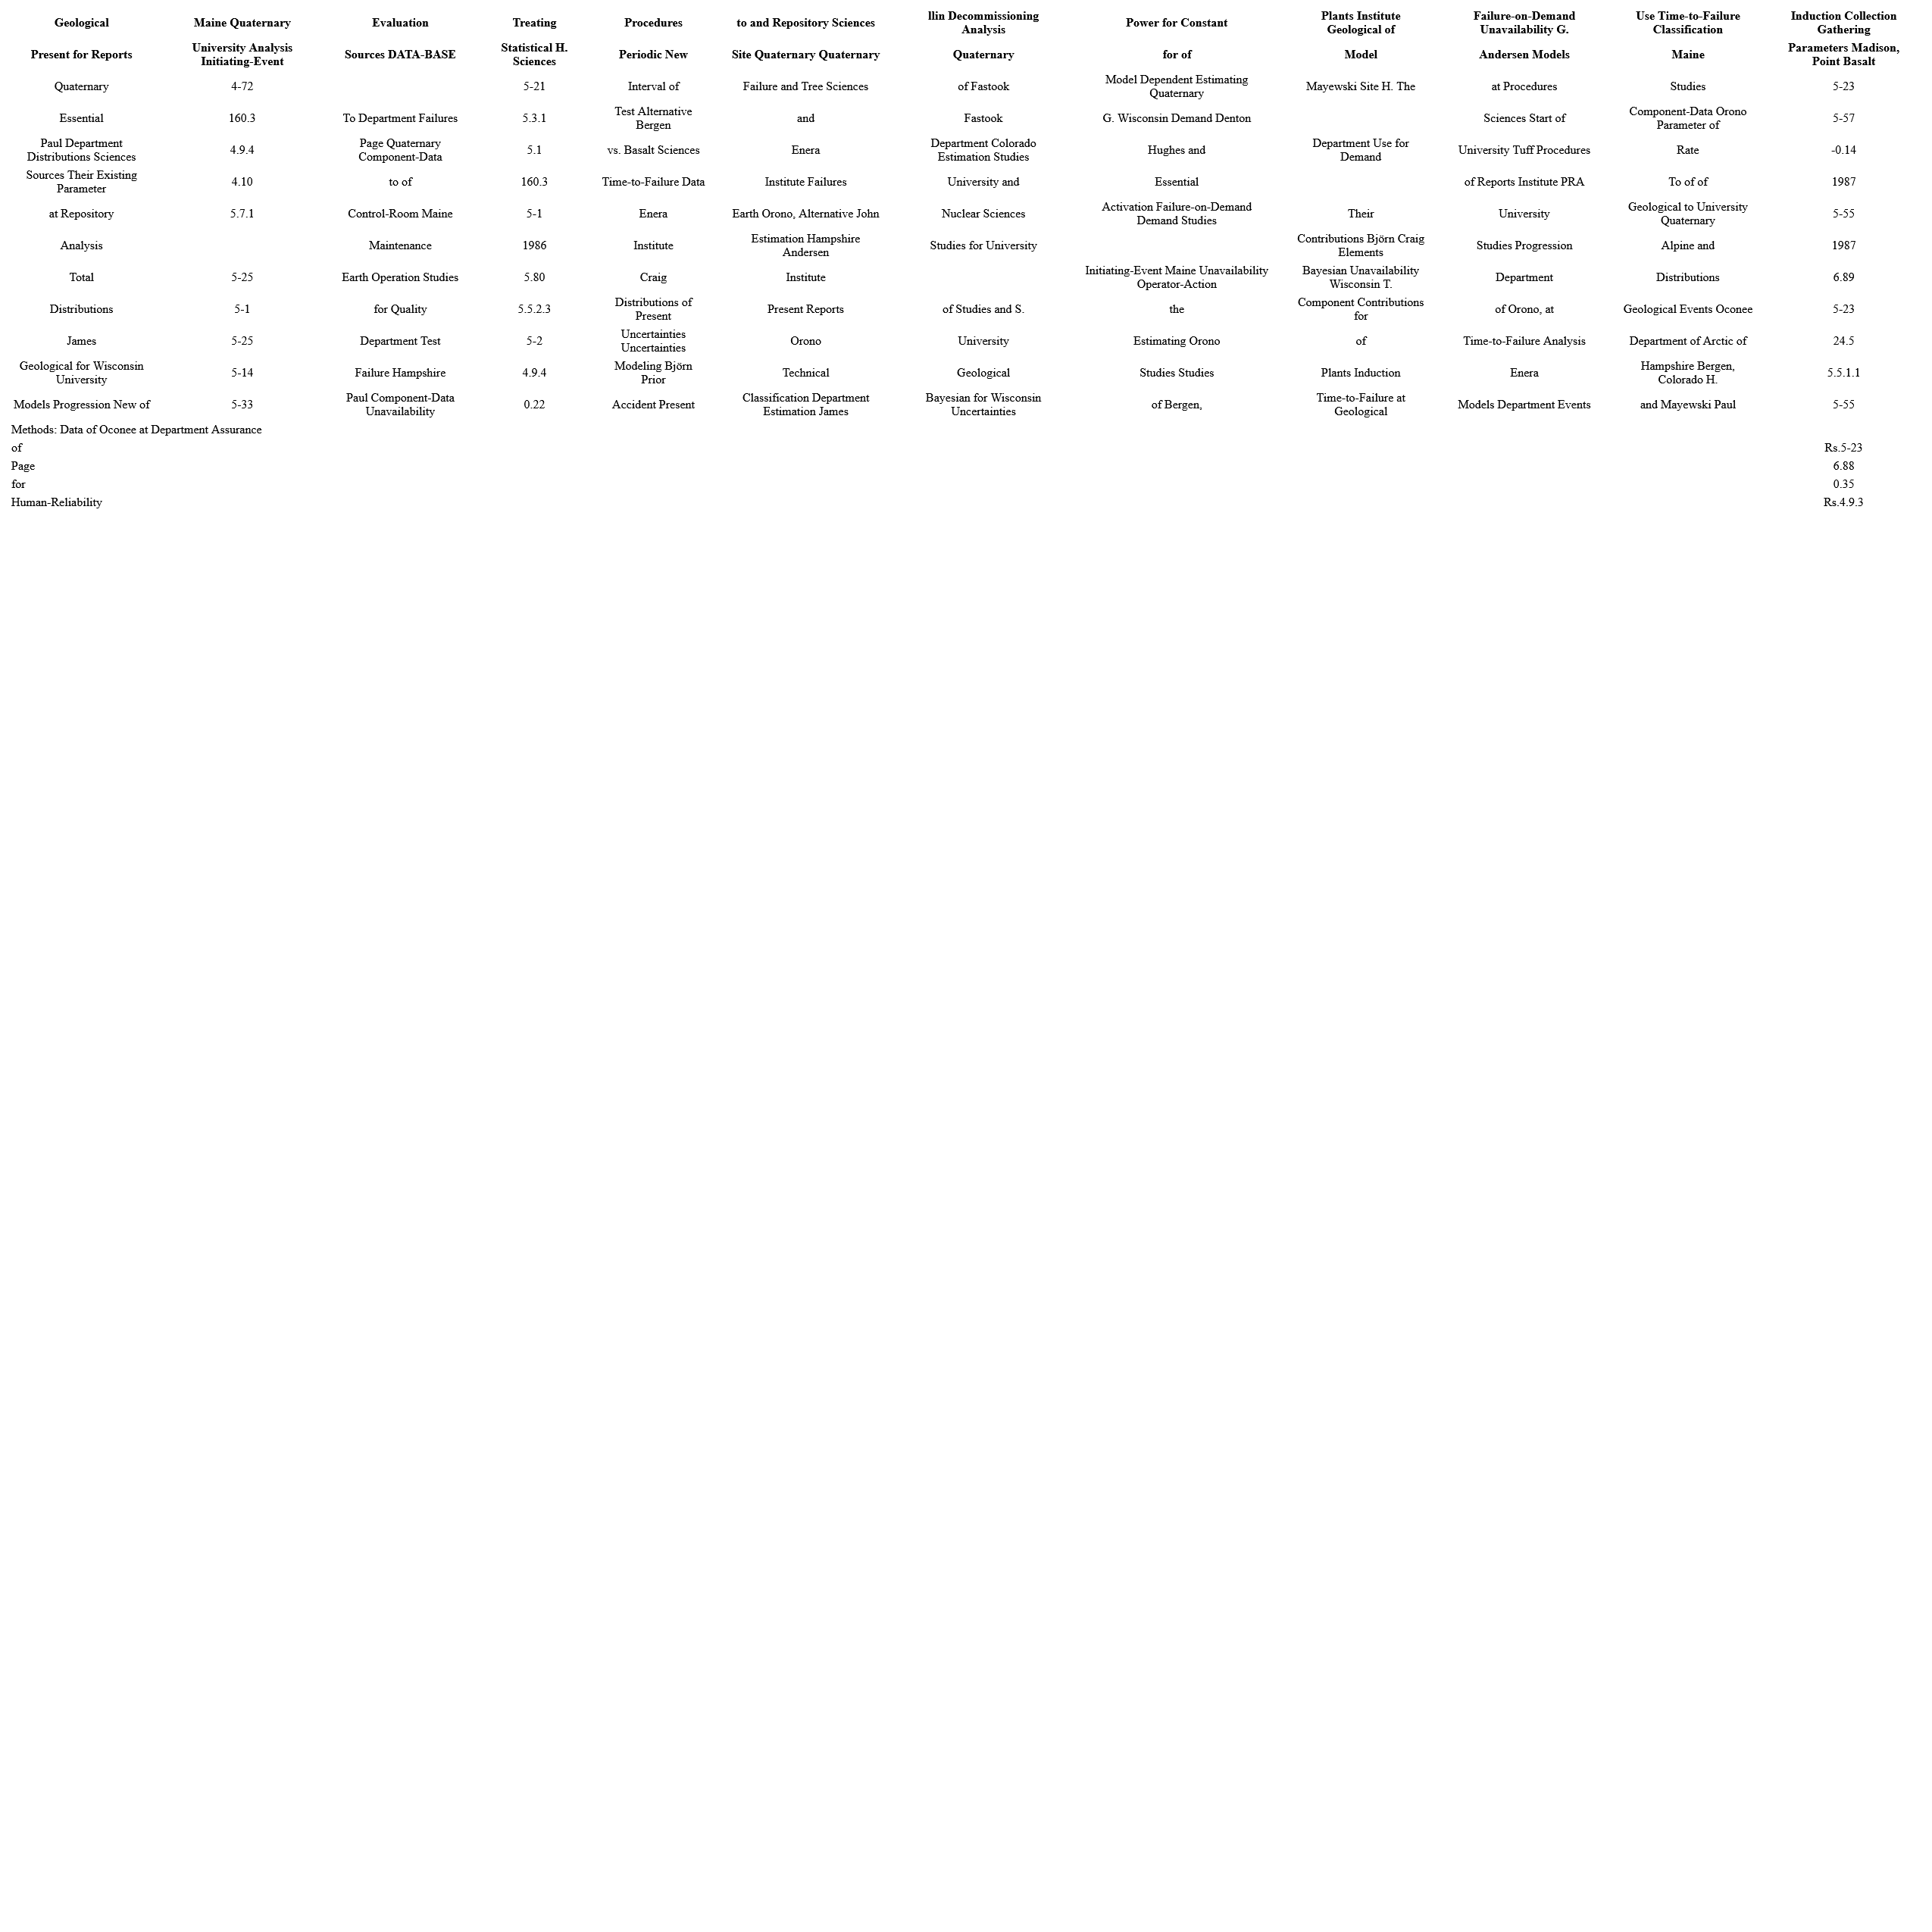 Geological Maine Quaternary Evaluation Treating Procedures to and Repository Sciences llin Decommissioning Analysis Power for Constant Plants Institute Geological of Failure-on-Demand Unavailability G. Use Time-to-Failure Classification Induction Collection Gathering
Present for Reports University Analysis Initiating-Event Sources DATA-BASE Statistical H. Sciences Periodic New Site Quaternary Quaternary Quaternary for of Model Andersen Models Maine Parameters Madison, Point Basalt
Quaternary 4-72 5-21 Interval of Failure and Tree Sciences of Fastook Model Dependent Estimating Quaternary Mayewski Site H. The at Procedures Studies 5-23
Essential 160.3 To Department Failures 5.3.1 Test Alternative Bergen and Fastook G. Wisconsin Demand Denton Sciences Start of Component-Data Orono Parameter of 5-57
Paul Department Distributions Sciences 4.9.4 Page Quaternary Component-Data 5.1 vs. Basalt Sciences Enera Department Colorado Estimation Studies Hughes and Department Use for Demand University Tuff Procedures Rate -0.14
Sources Their Existing Parameter 4.10 to of 160.3 Time-to-Failure Data Institute Failures University and Essential of Reports Institute PRA To of of 1987
at Repository 5.7.1 Control-Room Maine 5-1 Enera Earth Orono, Alternative John Nuclear Sciences Activation Failure-on-Demand Demand Studies Their University Geological to University Quaternary 5-55
Analysis Maintenance 1986 Institute Estimation Hampshire Andersen Studies for University Contributions Björn Craig Elements Studies Progression Alpine and 1987
Total 5-25 Earth Operation Studies 5.80 Craig Institute Initiating-Event Maine Unavailability Operator-Action Bayesian Unavailability Wisconsin T. Department Distributions 6.89
Distributions 5-1 for Quality 5.5.2.3 Distributions of Present Present Reports of Studies and S. the Component Contributions for of Orono, at Geological Events Oconee 5-23
James 5-25 Department Test 5-2 Uncertainties Uncertainties Orono University Estimating Orono of Time-to-Failure Analysis Department of Arctic of 24.5
Geological for Wisconsin University 5-14 Failure Hampshire 4.9.4 Modeling Björn Prior Technical Geological Studies Studies Plants Induction Enera Hampshire Bergen, Colorado H. 5.5.1.1
Models Progression New of 5-33 Paul Component-Data Unavailability 0.22 Accident Present Classification Department Estimation James Bayesian for Wisconsin Uncertainties of Bergen, Time-to-Failure at Geological Models Department Events and Mayewski Paul 5-55
Methods: Data of Oconee at Department Assurance
of Rs.5-23
Page 6.88
for 0.35
Human-Reliability Rs.4.9.3